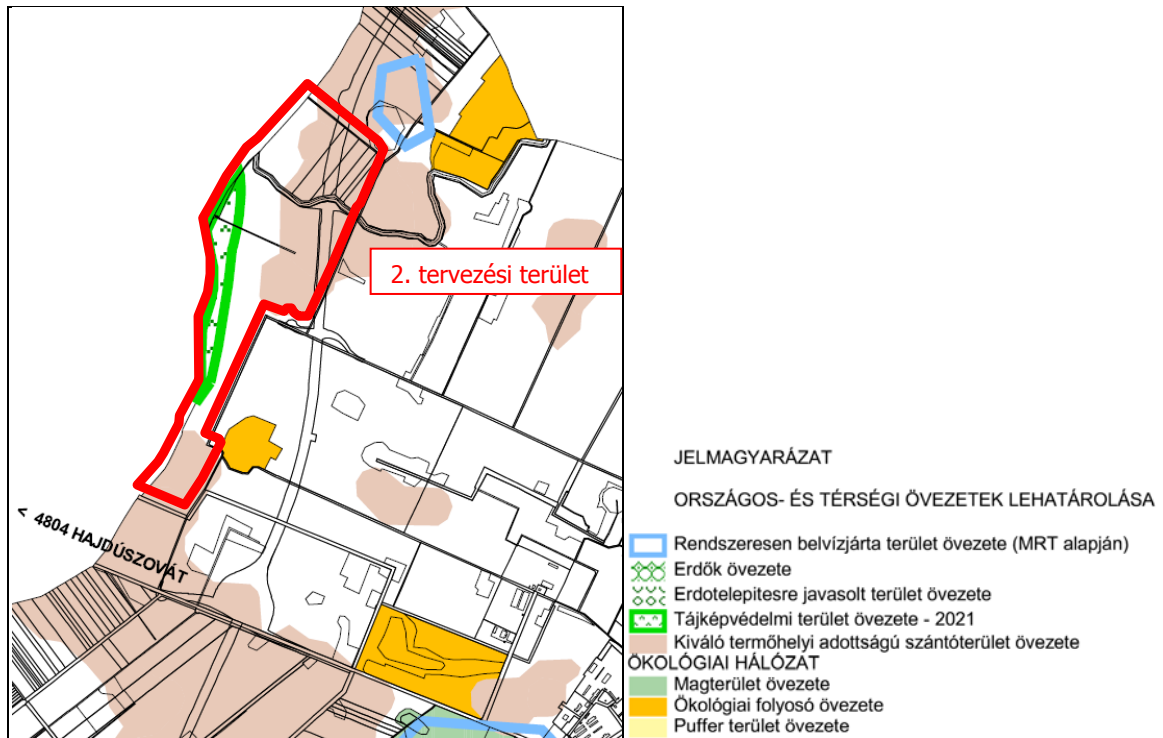 2. tervezési terület
< 4804 HAJDÚSZOVÁT
JELMAGYARÁZAT
ORSZÁGOS- ÉS TÉRSÉGI ÖVEZETEK LEHATÁROLÁSA
Rendszeresen belvízjárta terület övezete (MRT alapján)
Erdők övezete
Erdotelepitesre javasolt terület övezete
Tájképvédelmi terület övezete - 2021
Kiváló termőhelyi adottságú szántóterület övezete
ÖKOLÓGIAI HÁLÓZAT
Magterület övezete
Ökológiai folyosó övezete
Puffer terület övezete